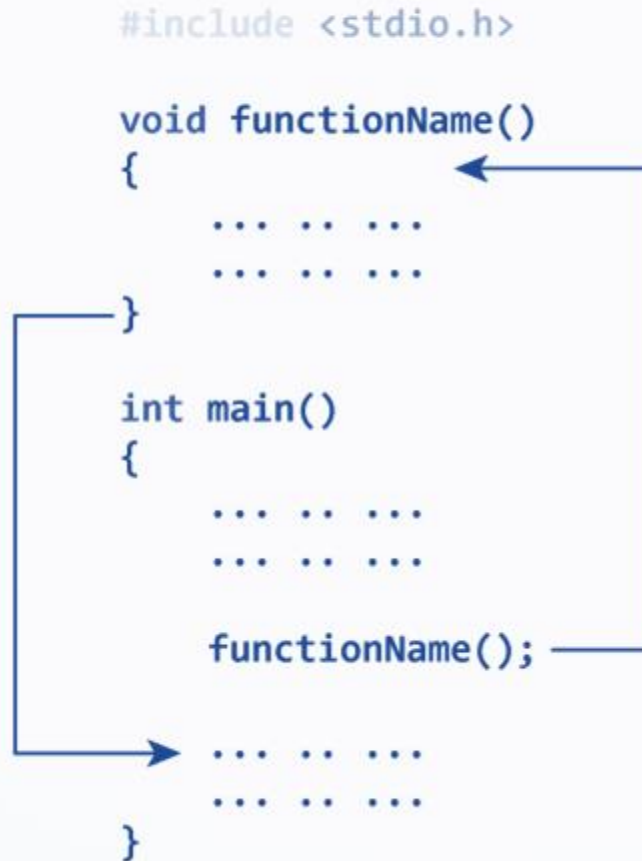 #include <stdio.h>
void functionName()
{
... .. ...
... .. ...
}
int main()
{
... .. ...
... .. ...
functionName();
... .. ...
... .. ...
}